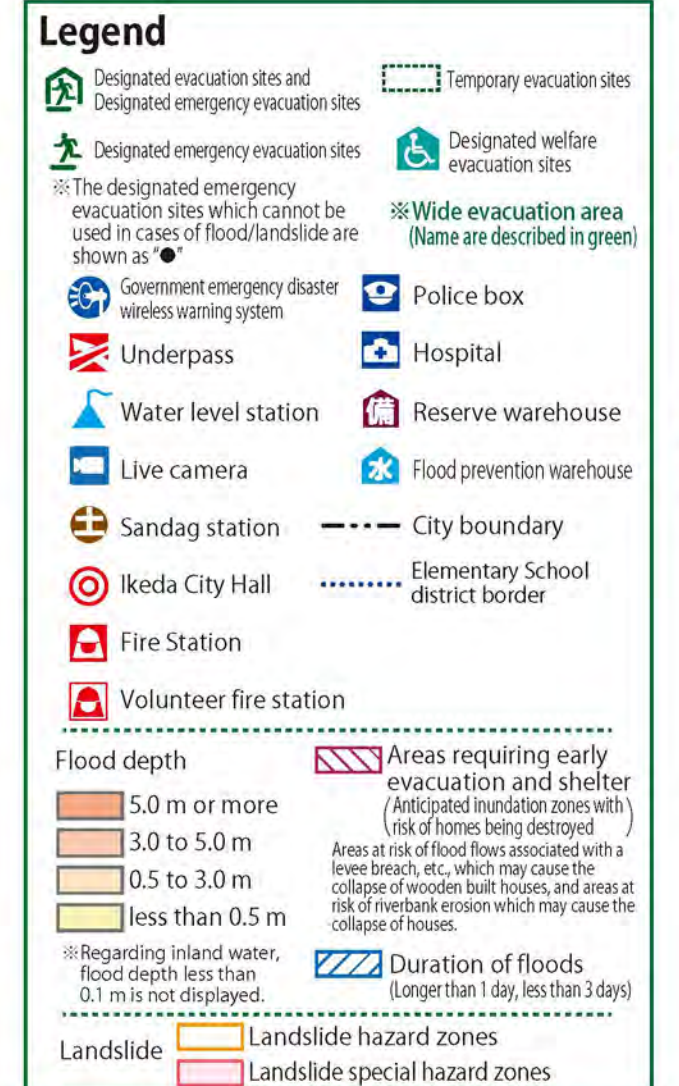 Legend
Designated evacuation sites and
Designated emergency evacuation sites
Temporary evacuation sites
Designated emergency evacuation sites
Designated welfare
evacuation sites
※The designated emergency
evacuation sites which cannot be
used in cases of flood/landslide are
shown as "●"
※Wide evacuation area
(Name are described in green)
Government emergency disaster
wireless warning system
Police box
Underpass
Hospital
Water level station
備
Reserve warehouse
Live camera
水
Flood prevention warehouse
土
Sandag station
City boundary
Ikeda City Hall
Elementary School
district border
Fire Station
Volunteer fire station
Flood depth
5.0 m or more
3.0 to 5.0 m
0.5 to 3.0 m
less than 0.5 m
※Regarding inland water,
flood depth less than
0.1 m is not displayed.
Areas requiring early
evacuation and shelter
(Anticipated inundation zones with
risk of homes being destroyed)
Areas at risk of flood flows associated with a
levee breach, etc., which may cause the
collapse of wooden built houses, and areas at
risk of riverbank erosion which may cause the
collapse of houses.
Duration of floods
(Longer than 1 day, less than 3 days)
Landslide
Landslide hazard zones
Landslide special hazard zones